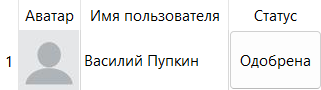 Аватар Имя пользователя Статус
1 Василий Пупкин Одобрена